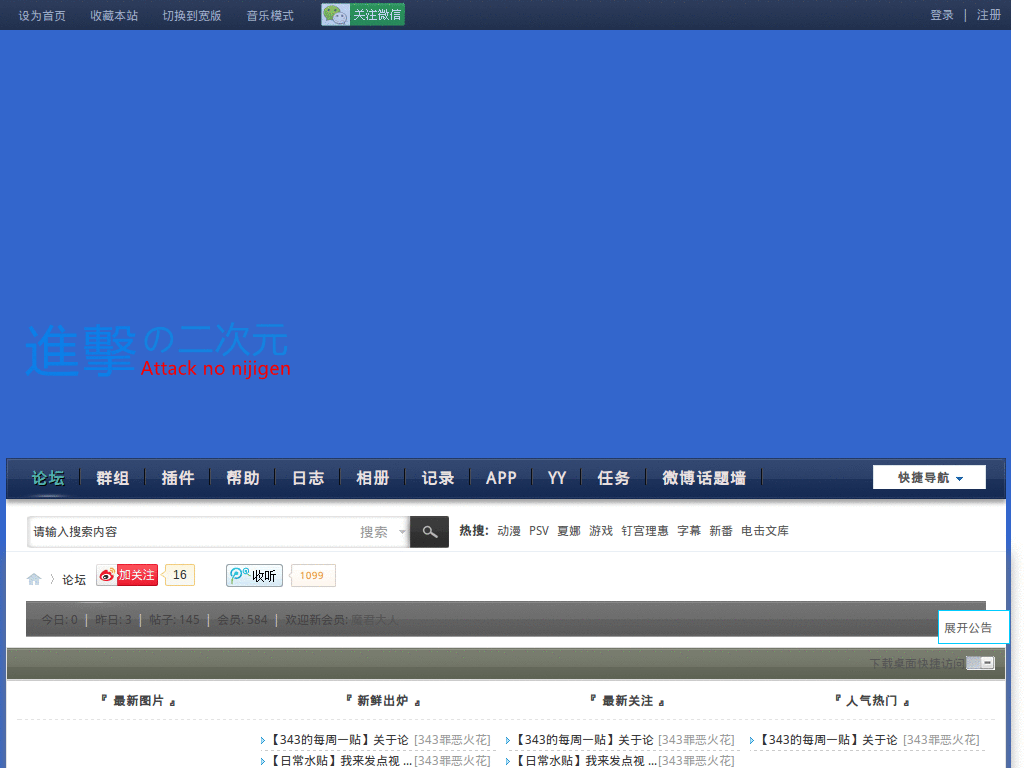 设为首页 收藏本站 切换到宽版 音乐模式 关注微信 登录 | 注册
進擊の二次元
Attack no nijigen
论坛 群组 插件 帮助 日志 相册 记录 APP YY 任务 微博话题墙 快捷导航
请输入搜索内容 搜索 热搜: 动漫 PSV 夏娜 游戏 钉宫理惠 字幕 新番 电击文库
论坛 加关注 16 收听 1099
今日: 0 | 昨日: 3 | 帖子: 145 | 会员: 584 | 欢迎新会员: 魔君大人
展开公告
下载桌面快捷访问
『 最新图片 』 『 新鲜出炉 』 『 最新关注 』 『 人气热门 』
【343的每周一贴】关于论 [343罪恶火花] 【343的每周一贴】关于论 [343罪恶火花] 【343的每周一贴】关于论 [343罪恶火花]
【日常水贴】我来发点视 ...[343罪恶火花] 【日常水贴】我来发点视 ...[343罪恶火花]